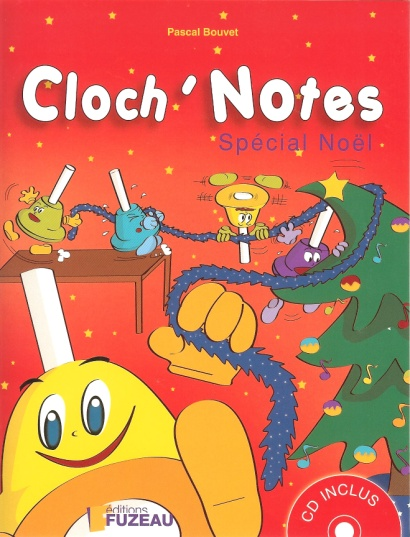 Pascal Bouvet
Cloch' Notes
Spécial Noël
CD INCLUS
éditions
FUZEAU